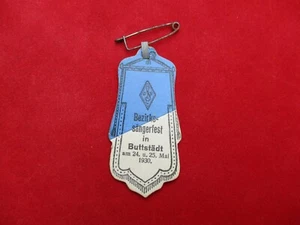 Bezirks-
sängerfest
in
Buttstädt
am 24. u. 25. Mai
1930.